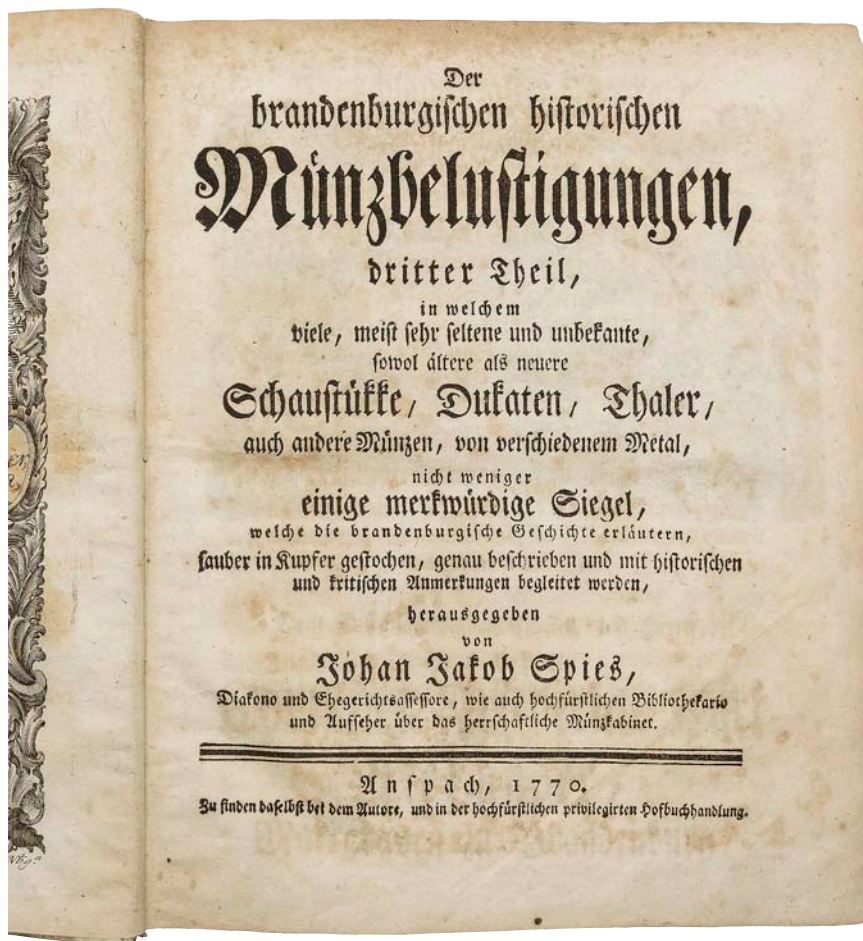 Der
brandenburgischen historischen
Münzbelustigungen,
dritter Theil,
in welchem
viele, meist sehr seltene und unbekante,
sowol ältere als neuere
Schaustükke, Dukaten, Thaler,
auch andere Münzen, von verschiedenem Metal,
nicht weniger
einige merkwürdige Siegel,
welche die brandenburgische Geschichte erläutern,
sauber in Kupfer gestochen, genau beschrieben und mit historischen
und kritischen Anmerkungen begleitet werden,
herausgegeben
von
Johan Jakob Spies,
Diakono und Ehegerichtsassessore, wie auch hochfürstlichen Bibliothekario
und Aufseher über das herrschaftliche Münzkabinet.
Anspach, 1770.
Zu finden daselbst bei dem Autore, und in der hochfürstlichen privilegirten Hofbuchhandlung.